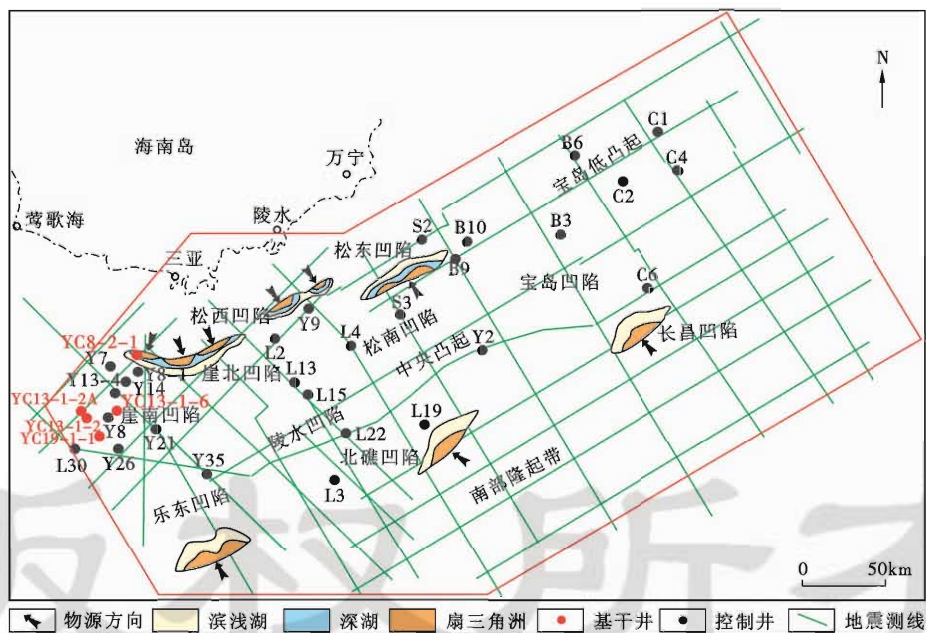 N
海南岛
万宁
莺歌海
陵水
三亚
C1
B6
宝岛低凸起
C4
C2
S2
B10
B3
松东凹陷
B9
宝岛凹陷
C6
S3
松西凹陷
Y9
松南凹陷
长昌凹陷
YC8-2-1
L2
L4
中央凸起
Y2
Y7
Y8-1
崖北凹陷
L13
Y13-4
Y14
L15
YC13-1-2A
YC13-1-6
YC13-1-2
Y8
崖南凹陷
YC19-1-1
Y21
陵水凹陷
L19
L22
L30
Y26
Y35
北礁凹陷
L3
南部隆起带
乐东凹陷
0 50km
版权所
物源方向 滨浅湖 深湖 扇三角洲 基干井 控制井 地震测线